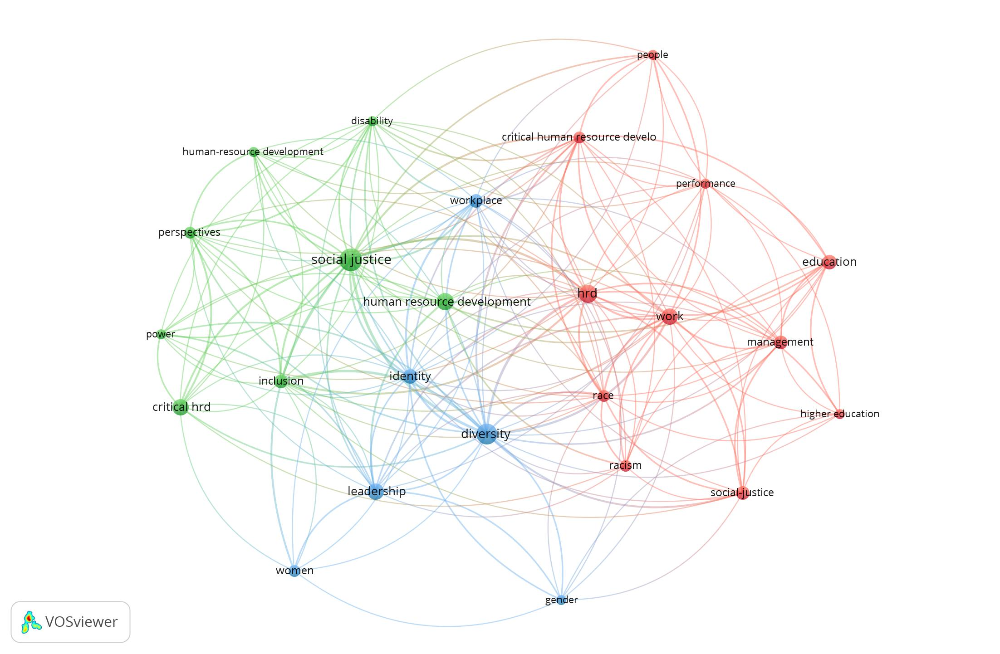 people
disability
critical human resource develo
human-resource development
performance
workplace
perspectives
social justice
education
hrd
human resource development
work
power
management
identity
inclusion
race
critical hrd
higher education
diversity
racism
leadership
social-justice
women
gender
VOSviewer